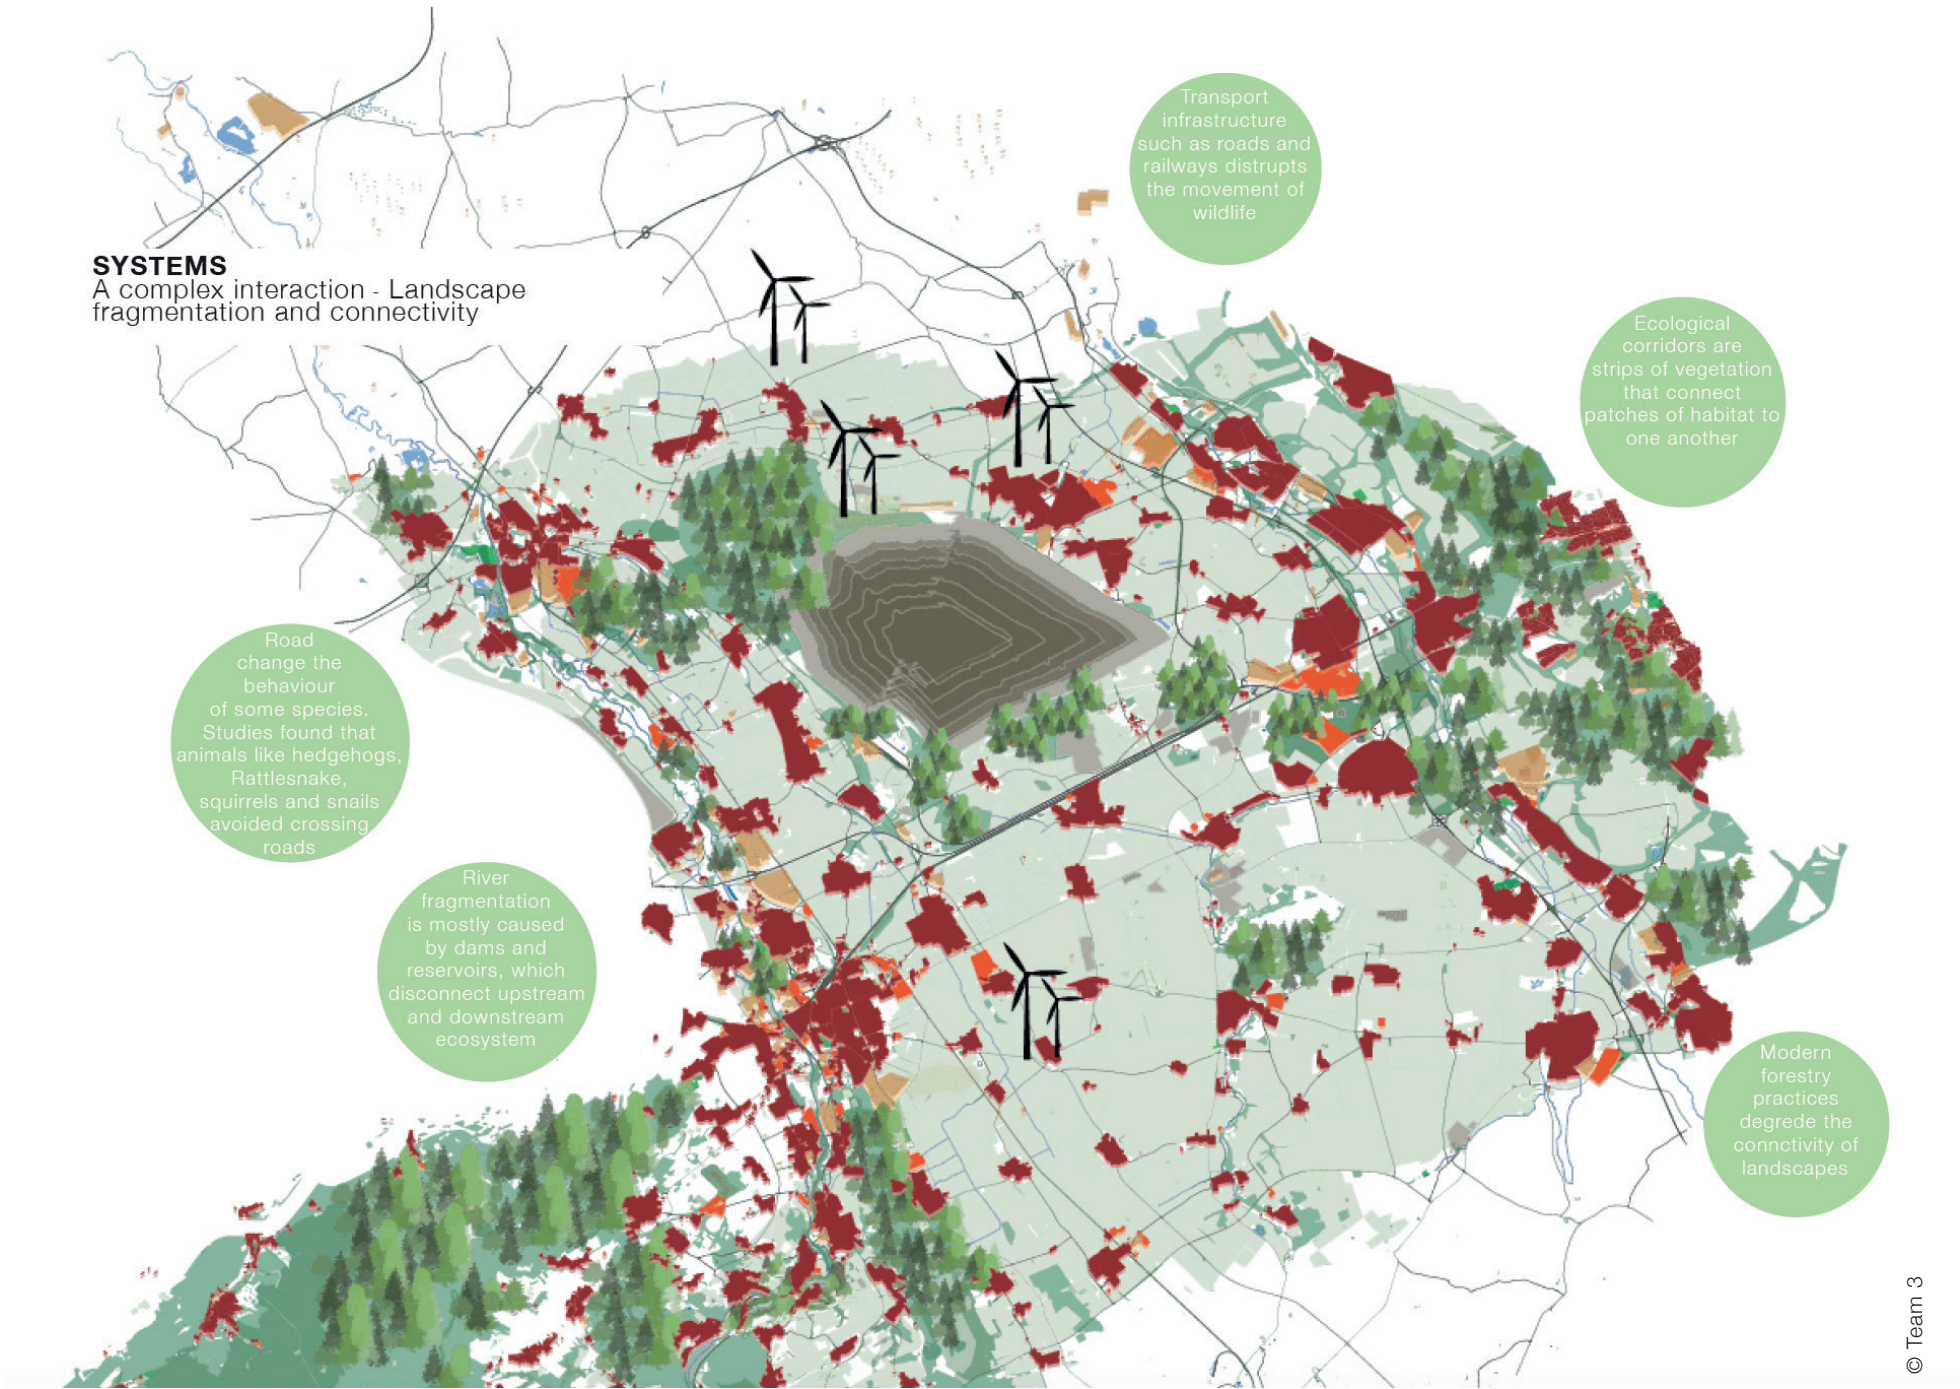 SYSTEMS
A complex interaction - Landscape
fragmentation and connectivity
Transport
infrastructure
such as roads and
railways distrupts
the movement of
wildlife
Ecological
corridors are
strips of vegetation
that connect
patches of habitat to
one another
Road
change the
behaviour
of some species.
Studies found that
animals like hedgehogs,
Rattlesnake,
squirrels and snails
avoided crossing
roads
River
fragmentation
is mostly caused
by dams and
reservoirs, which
disconnect upstream
and downstream
ecosystem
Modern
forestry
practices
degrede the
connctivity of
landscapes
© Team 3